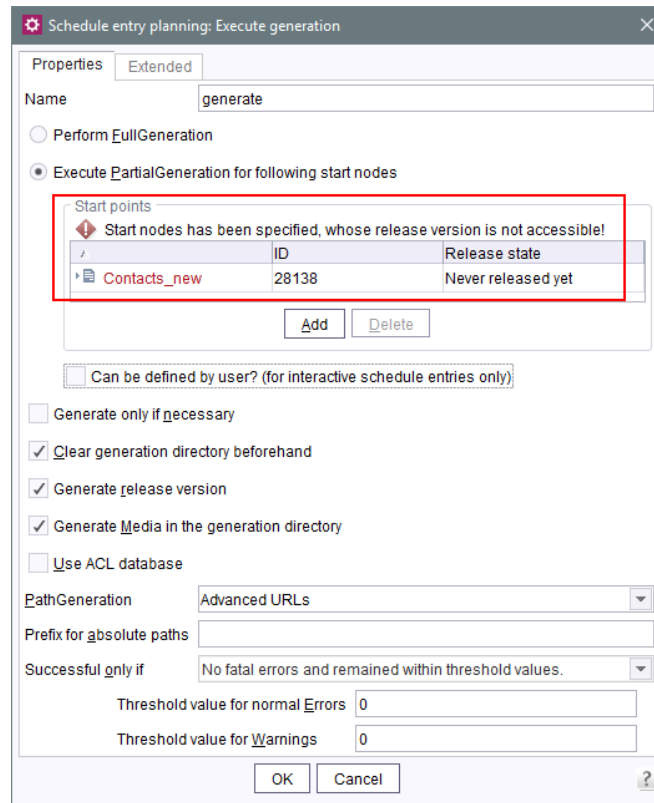 Schedule entry planning: Execute generation
Properties Extended
Name generate
Perform FullGeneration
Execute PartialGeneration for following start nodes
Start points
Start nodes has been specified, whose release version is not accessible!
ID Release state
Contacts_new 28138 Never released yet
Add Delete
Can be defined by user? (for interactive schedule entries only)
Generate only if necessary
Clear generation directory beforehand
Generate release version
Generate Media in the generation directory
Use ACL database
PathGeneration Advanced URLs
Prefix for absolute paths
Successful only if No fatal errors and remained within threshold values.
Threshold value for normal Errors 0
Threshold value for Warnings 0
OK Cancel ?